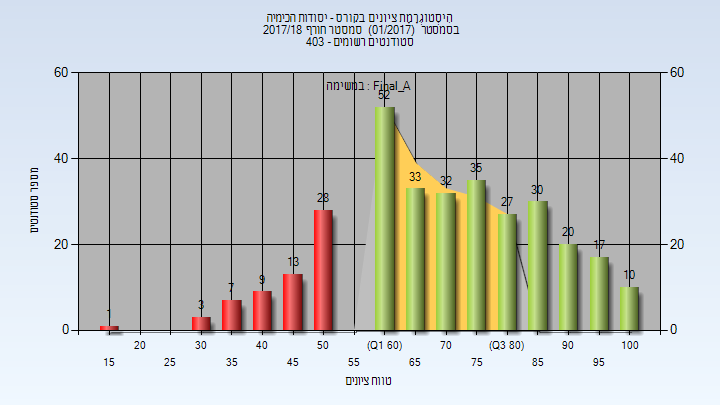 היסטוגרמת ציונים בקורס - יסודות הכימיה
בסמסטר (01/2017) סמסטר חורף 2017/18
403 - סטודנטים רשומים
במשימה : Final_A
60 60
40 40
20 20
0 0
מספר סטודנטים
1 3 7 9 13 28 52 33 32 35 27 30 20 17 10
20 30 40 50 (Q1 60) 70 (Q3 80) 90 100
15 25 35 45 55 65 75 85 95
טווח ציונים